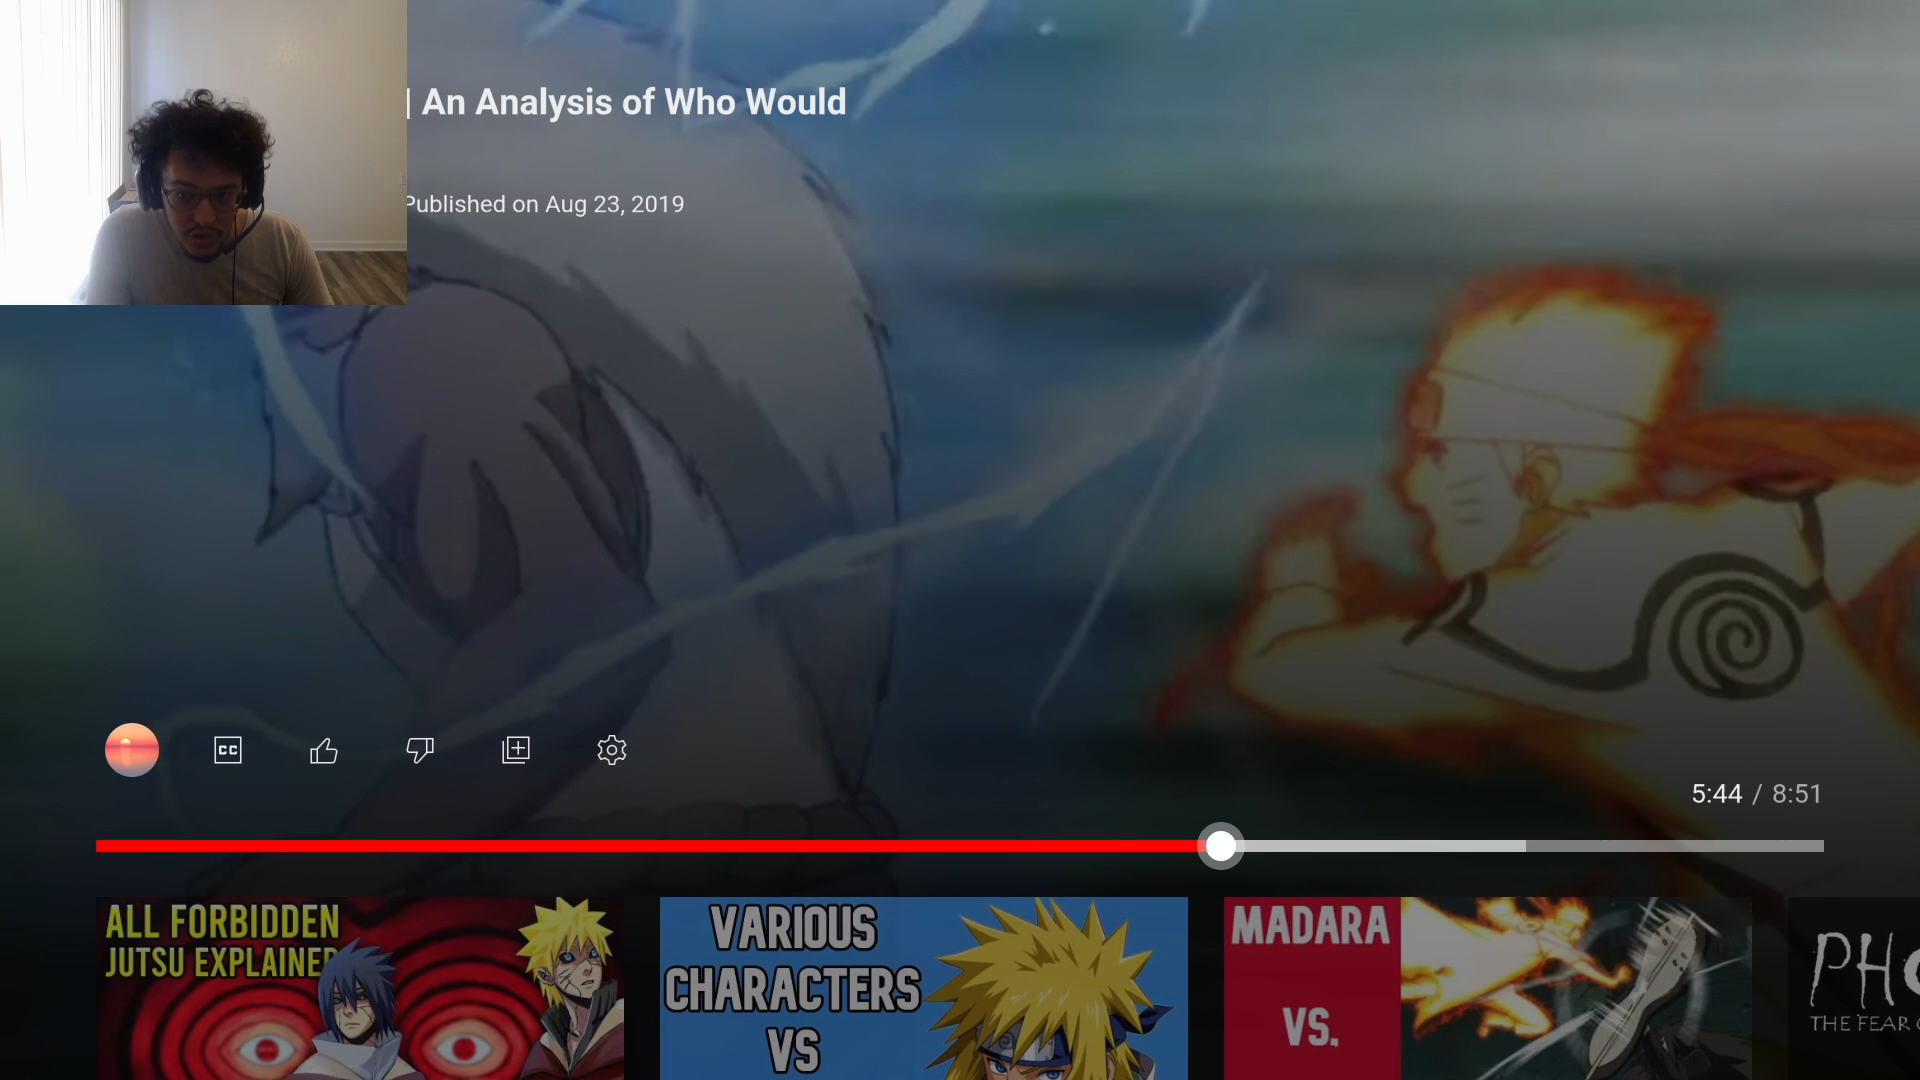 | An Analysis of Who Would
Published on Aug 23, 2019
CC
5:44 / 8:51
ALL FORBIDDEN
JUTSU EXPLAINED
VARIOUS
CHARACTERS
VS
MADARA
VS.
THE FEAR